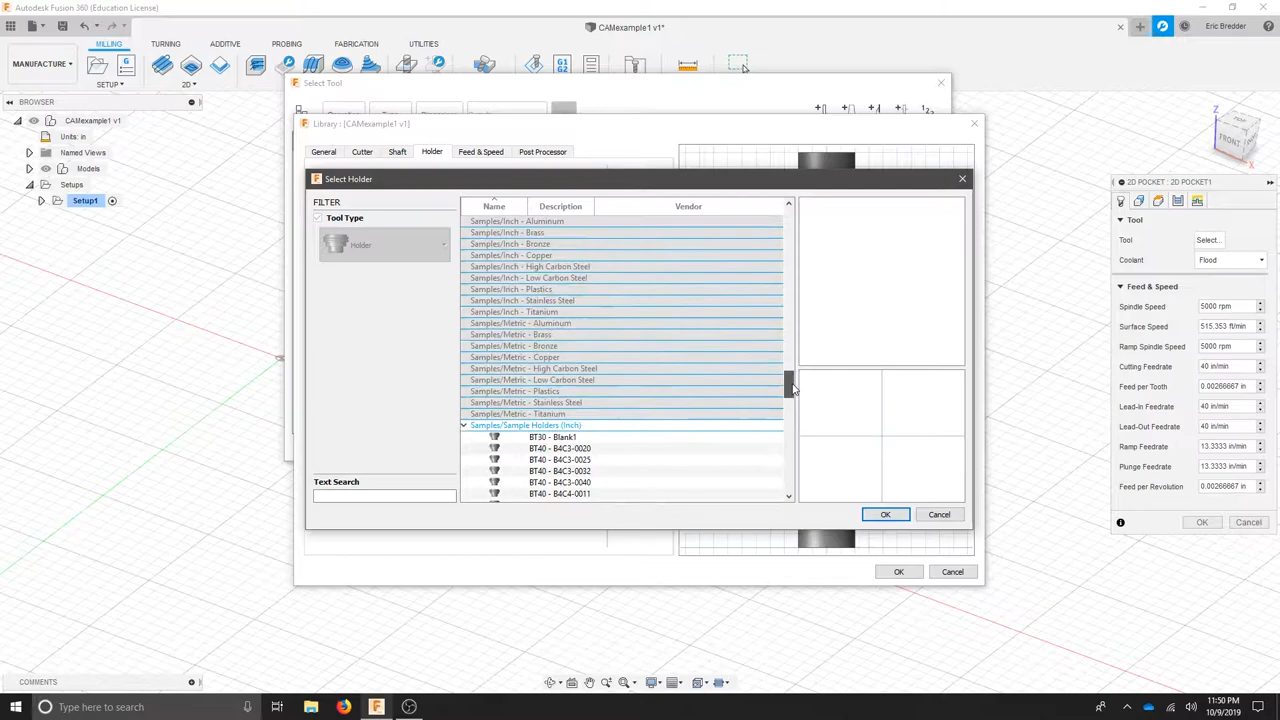 Autodesk Fusion 360 (Education License)
CAMexample1 v1*
Eric Bredder
MILLING
TURNING
ADDITIVE
PROBING
FABRICATION
UTILITIES
MANUFACTURE
G1
G2
SETUP
2D
BROWSER
Select Tool
CAMexample1 v1
Units: in
Named Views
Models
Setups
Setup1
Library : [CAMexample1 v1]
General
Cutter
Shaft
Holder
Feed & Speed
Post Processor
Select Holder
FILTER
Tool Type
Holder
Text Search
Name
Description
Vendor
Samples/Inch - Aluminum
Samples/Inch - Brass
Samples/Inch - Bronze
Samples/Inch - Copper
Samples/Inch - High Carbon Steel
Samples/Inch - Low Carbon Steel
Samples/Inch - Plastics
Samples/Inch - Stainless Steel
Samples/Inch - Titanium
Samples/Metric - Aluminum
Samples/Metric - Brass
Samples/Metric - Bronze
Samples/Metric - Copper
Samples/Metric - High Carbon Steel
Samples/Metric - Low Carbon Steel
Samples/Metric - Plastics
Samples/Metric - Stainless Steel
Samples/Metric - Titanium
Samples/Sample Holders (Inch)
BT30 - Blank1
BT40 - B4C3-0020
BT40 - B4C3-0025
BT40 - B4C3-0032
BT40 - B4C3-0040
BT40 - B4C4-0011
OK
Cancel
OK
Cancel
Z
TOP
FRONT
X
2D POCKET : 2D POCKET1
Tool
Tool
Select...
Coolant
Flood
Feed & Speed
Spindle Speed
5000 rpm
Surface Speed
515.353 ft/min
Ramp Spindle Speed
5000 rpm
Cutting Feedrate
40 in/min
Feed per Tooth
0.00266667 in
Lead-In Feedrate
40 in/min
Lead-Out Feedrate
40 in/min
Ramp Feedrate
13.3333 in/min
Plunge Feedrate
13.3333 in/min
Feed per Revolution
0.00266667 in
OK
Cancel
COMMENTS
Type here to search
11:50 PM
10/9/2019